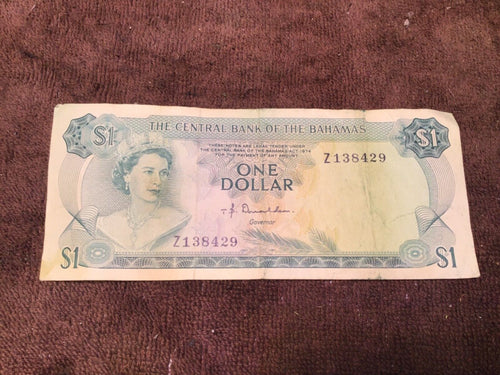 $1 THE CENTRAL BANK OF THE BAHAMAS $1
THESE NOTES ARE LEGAL TENDER UNDER
THE CENTRAL BANK OF THE BAHAMAS ACT 1974
FOR THE PAYMENT OF ANY AMOUNT
Z138429
ONE
DOLLAR
Governor
Z138429
$1 $1